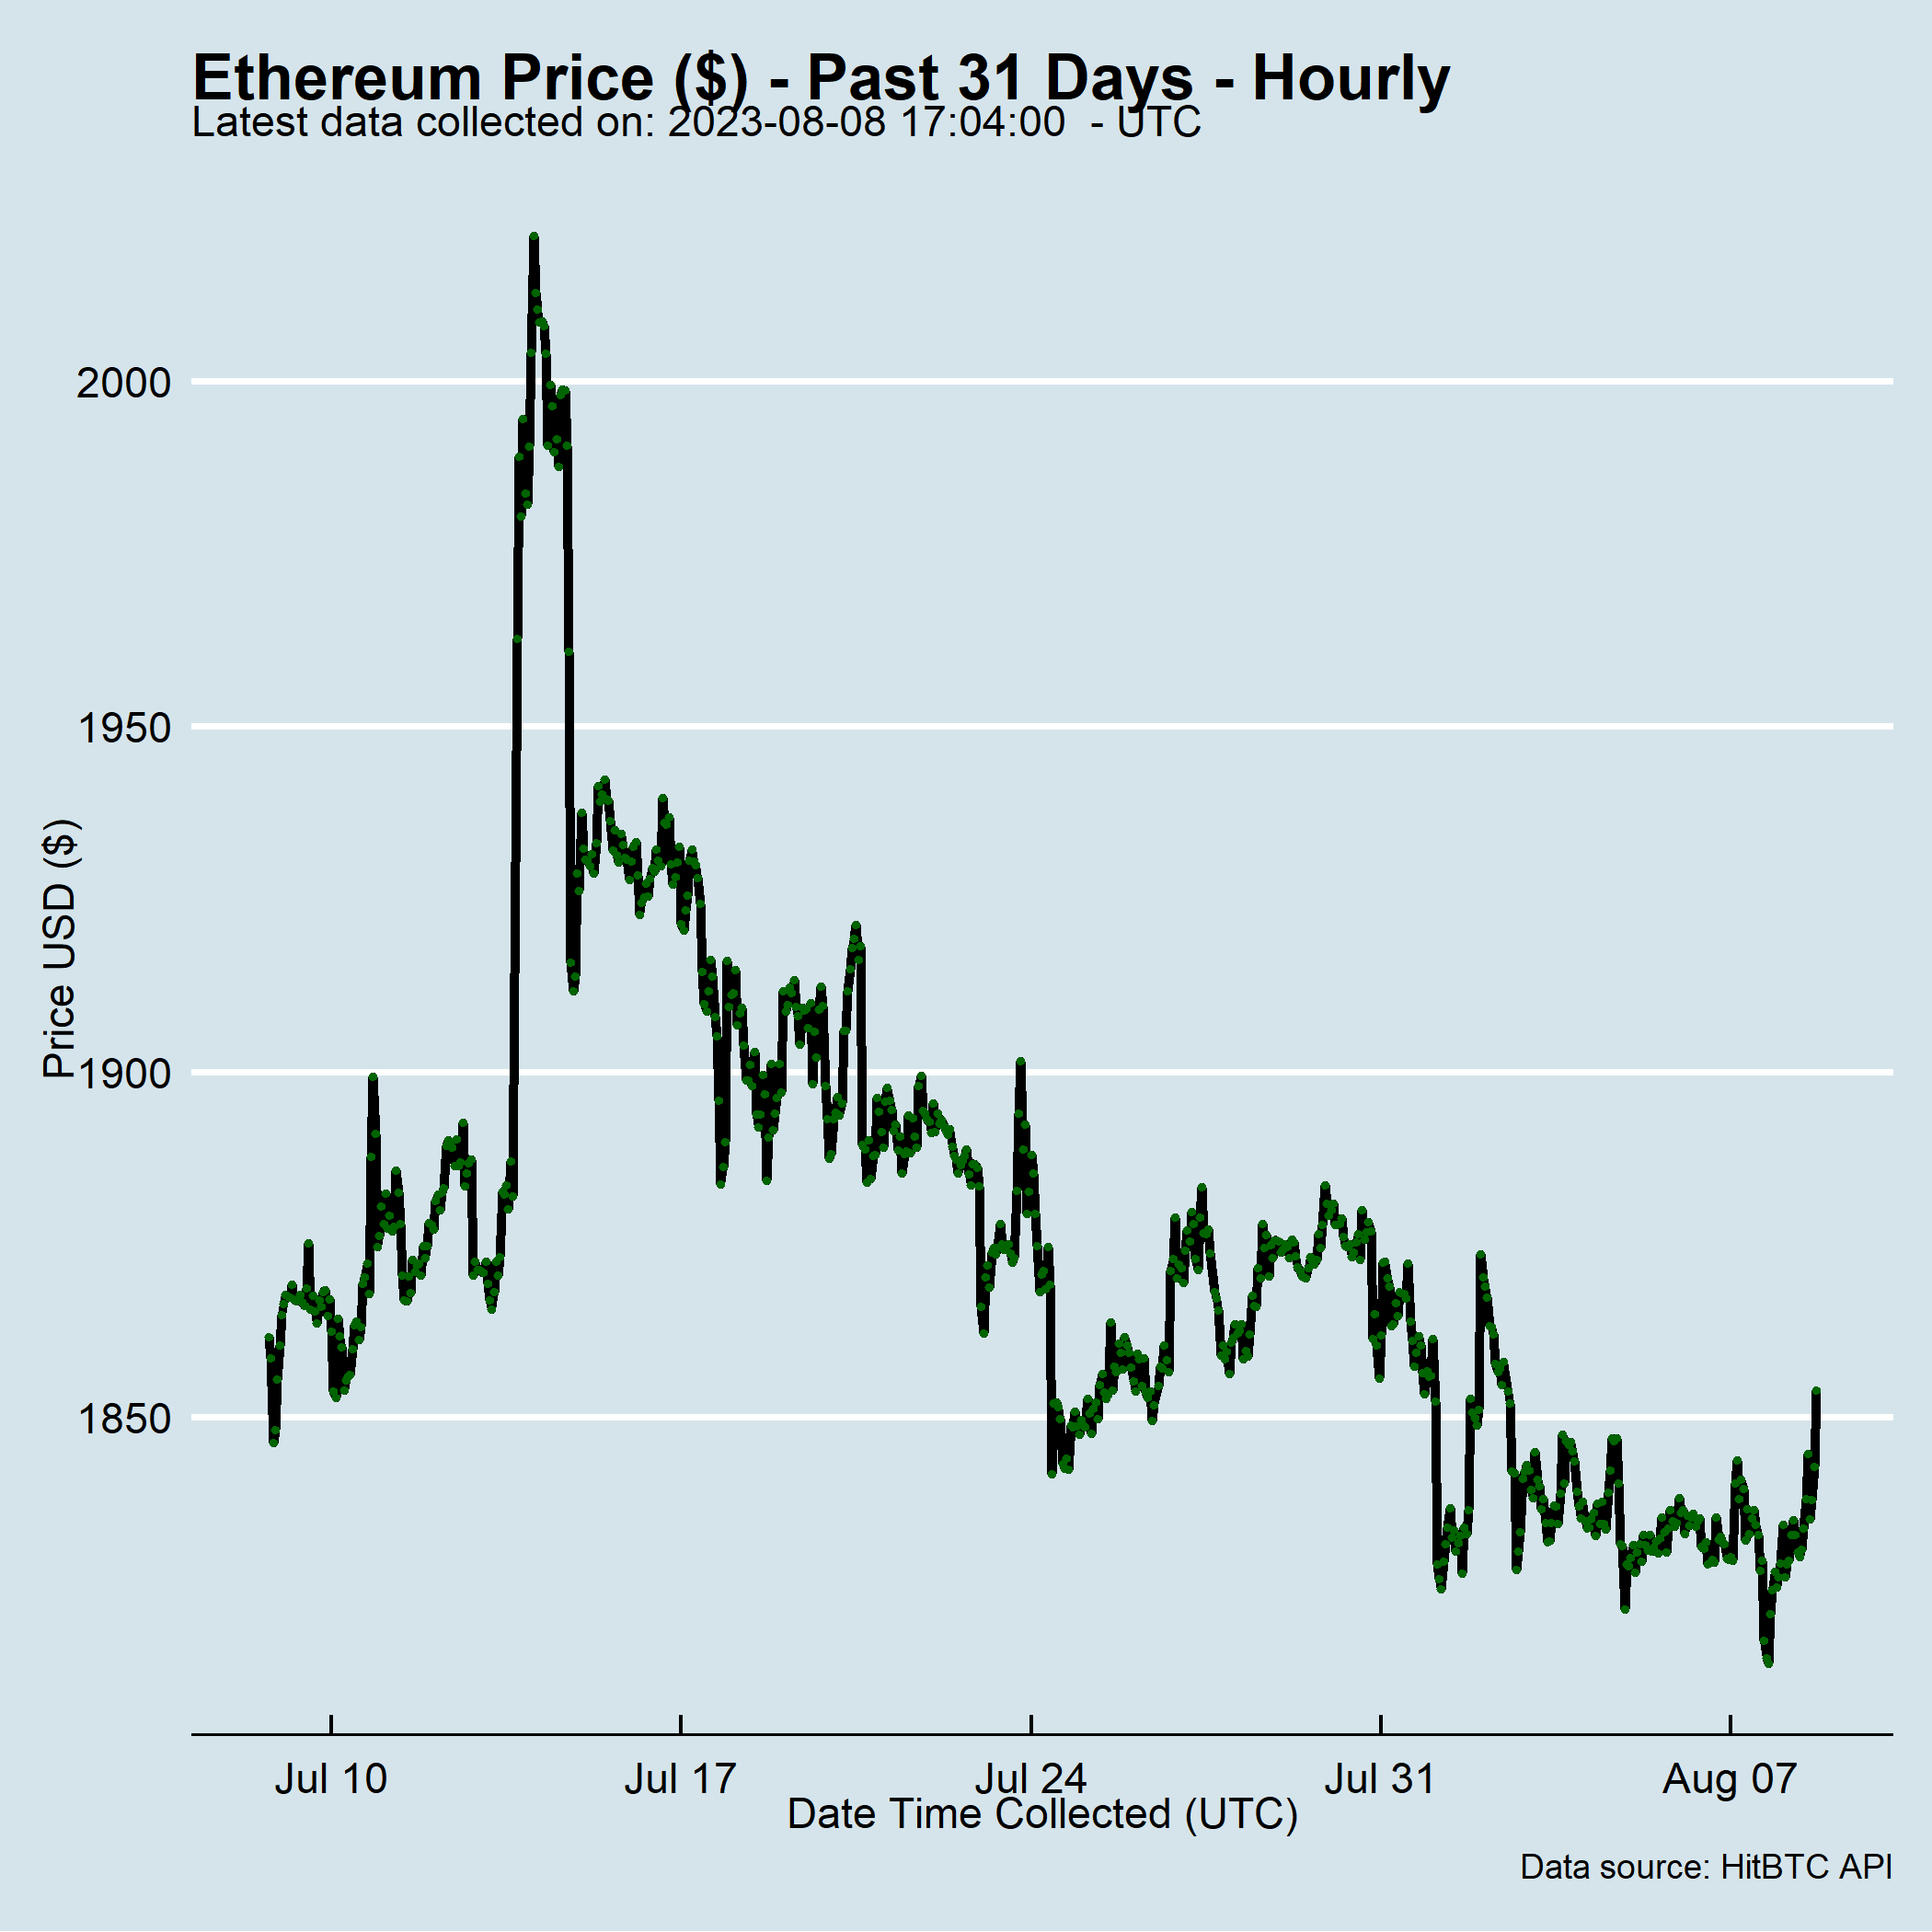 Ethereum Price ($) - Past 31 Days - Hourly
Latest data collected on: 2023-08-08 17:04:00  - UTC
2000
1950
1900
1850
Price USD ($)
Jul 10
Jul 17
Jul 24
Jul 31
Aug 07
Date Time Collected (UTC)
Data source: HitBTC API